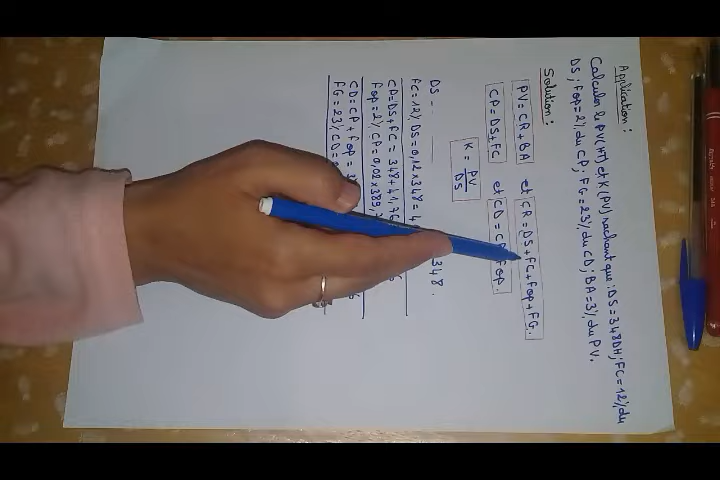 Application :
Calculer le PV(HT) et K (PV) sachant que : DS = 348DH ; FC = 12% du
DS ; Fop = 2% du CP ; FG = 23% du CD ; BA = 3% du PV.
Solution :
PV = CR + BA et CR = DS + FC + Fop + FG.
CP = DS + FC et CD = CP Fop.
K = PV/DS
DS 348.
FC = 12% DS = 0,12 x 348 = 4
CP = DS + FC = 348 + 41,76
Fop = 2% CP = 0,02 x 389,
CD = CP + Fop =
FG = 23% CD =